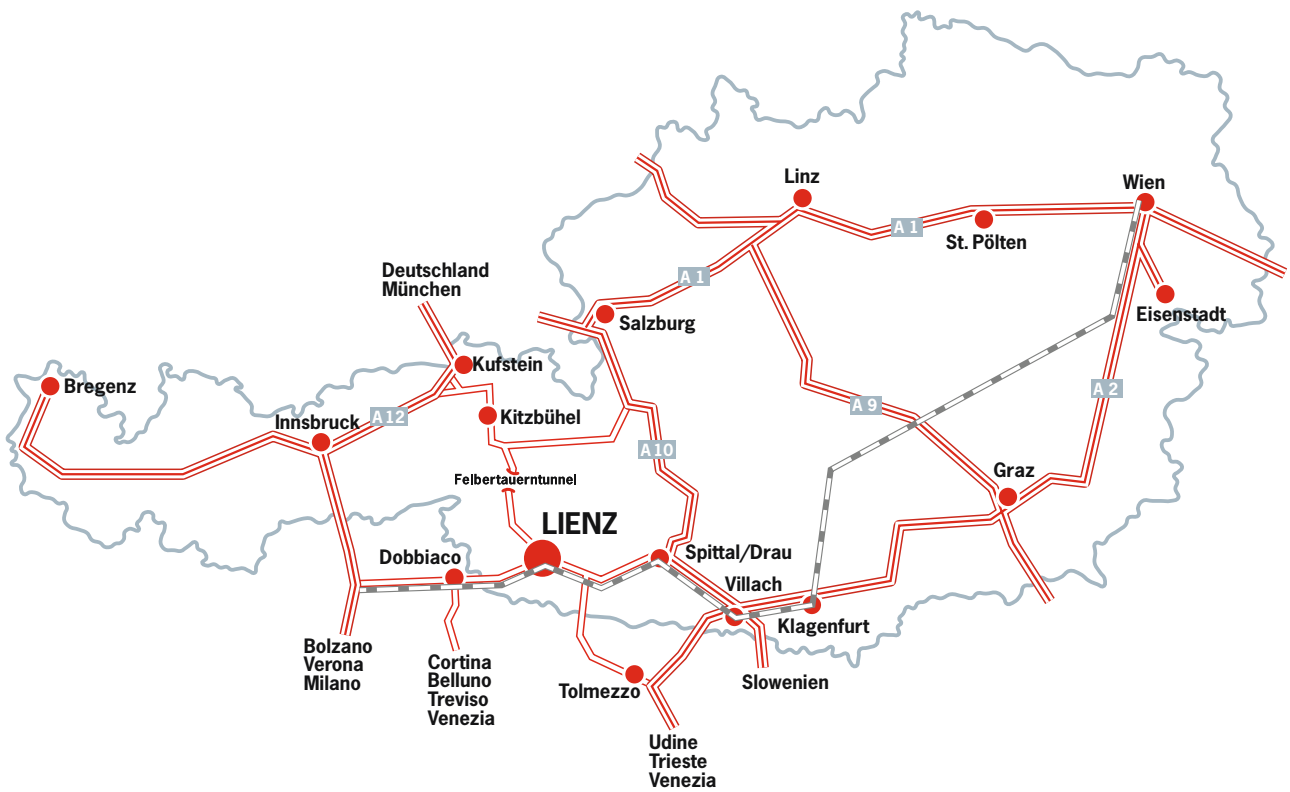 Linz
Wien
A 1
St. Pölten
Deutschland
München
A 1
Eisenstadt
Salzburg
Kufstein
Bregenz
A 2
A 9
Innsbruck
A 12
Kitzbühel
A 10
Graz
Felbertauerntunnel
LIENZ
Dobbiaco
Spittal/Drau
Villach
Klagenfurt
Bolzano
Verona
Milano
Cortina
Belluno
Treviso
Venezia
Tolmezzo
Slowenien
Udine
Trieste
Venezia